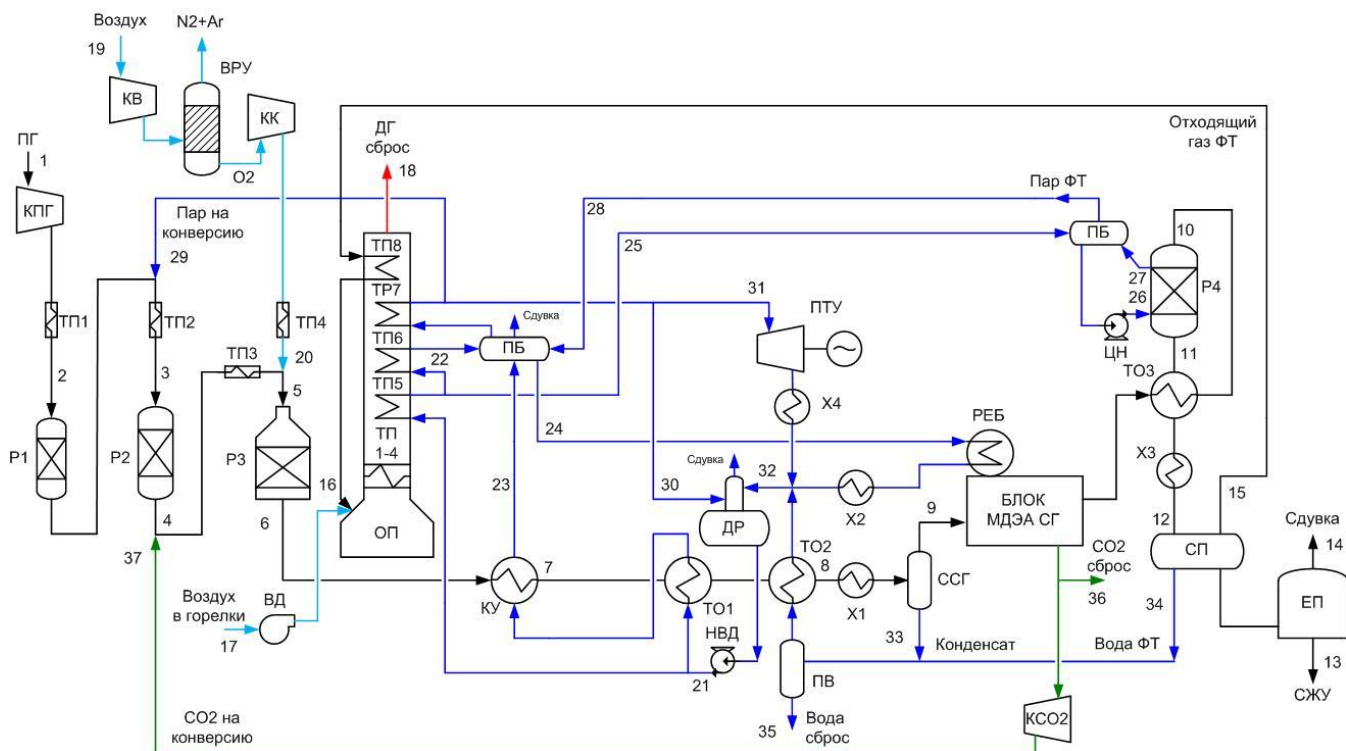 Воздух
N2+Ar
19
ВРУ
КВ
КК
ПГ
1
O2
КПГ
ДГ
сброс
18
Отходящий
газ ФТ
Пар на
конверсию
29
28
Пар ФТ
25
ПБ
10
27
26
Р4
ЦН
ТП8
ТР7
ТП6
22
ТП5
ТП
1-4
ОП
Сдувка
ПБ
31
ПТУ
ТП1
ТП2
ТП4
ТП3
20
2
3
5
11
ТО3
Х4
РЕБ
Х3
Р1
Р2
Р3
16
23
24
Сдувка
32
30
ДР
Х2
9
БЛОК
МДЭА СГ
12
15
СП
Сдувка
14
4
6
37
КУ
7
ТО1
ТО2
8
Х1
ССГ
CO2
сброс
36
34
ЕП
Воздух
в горелки
17
ВД
НВД
21
33
Конденсат
Вода ФТ
ПВ
35
Вода
сброс
13
СЖУ
КСО2
CO2 на
конверсию